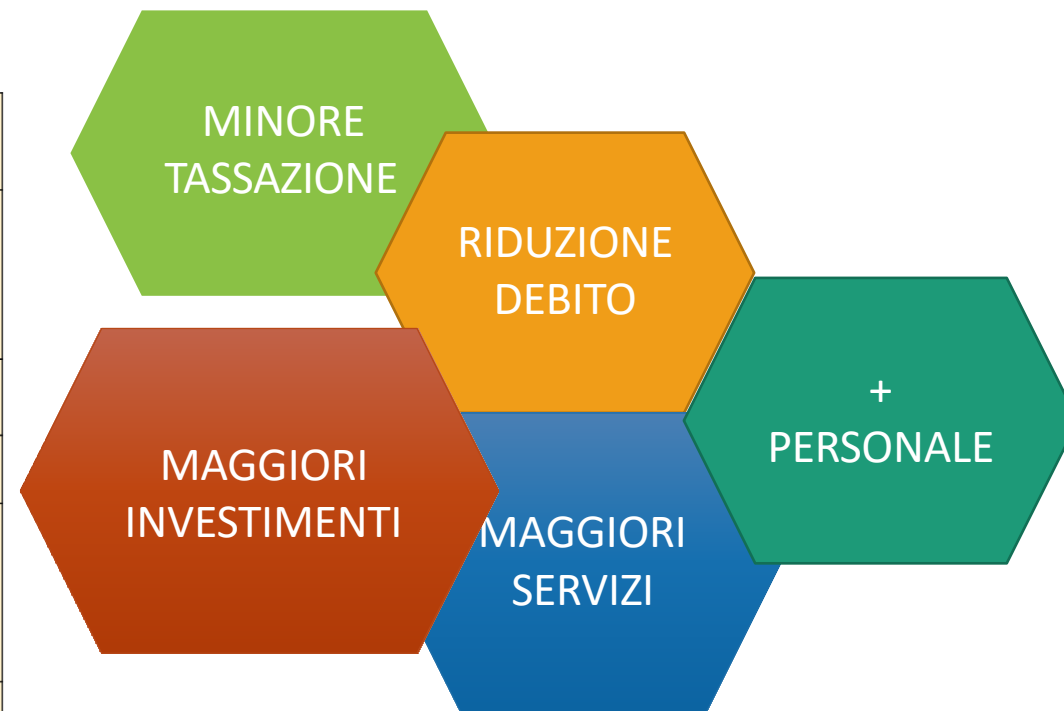 MINORE
TASSAZIONE
RIDUZIONE
DEBITO
+
PERSONALE
MAGGIORI
INVESTIMENTI
MAGGIORI
SERVIZI